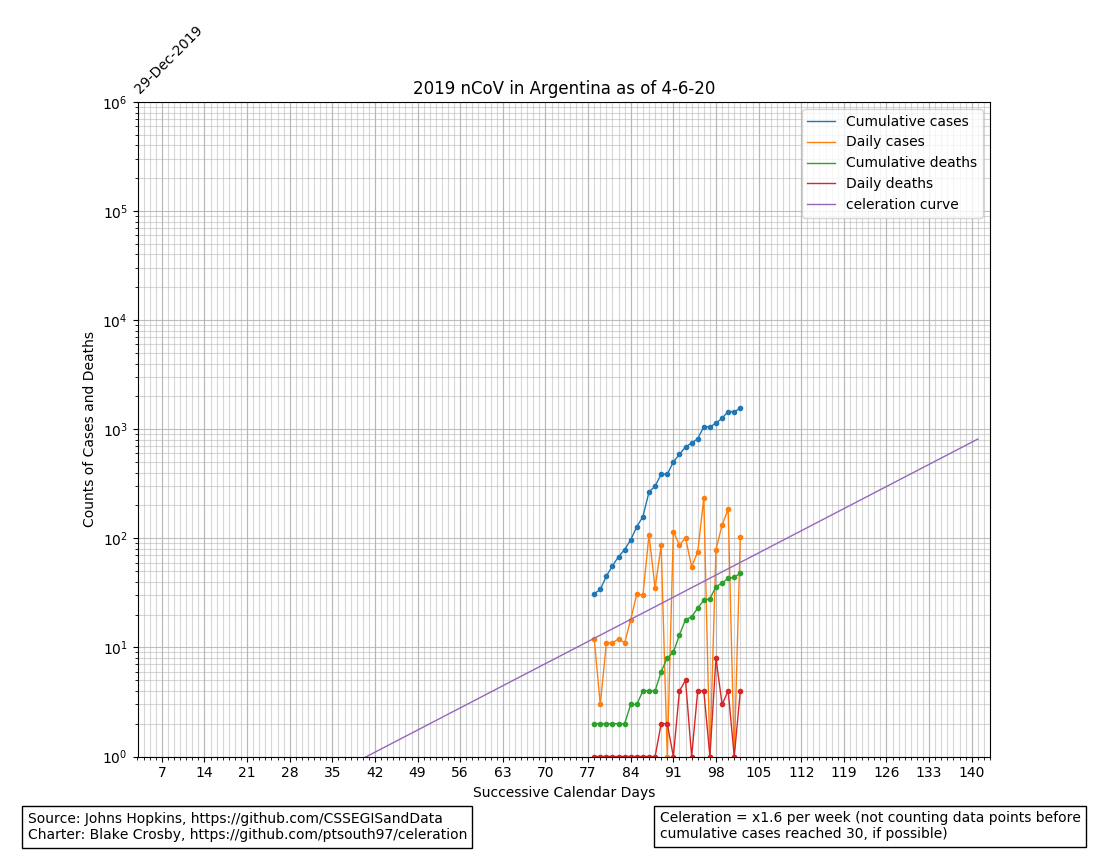 29-Dec-2019
2019 nCoV in Argentina as of 4-6-20
Cumulative cases
Daily cases
Cumulative deaths
Daily deaths
celeration curve
Counts of Cases and Deaths
10^6
10^5
10^4
10^3
10^2
10^1
10^0
7 14 21 28 35 42 49 56 63 70 77 84 91 98 105 112 119 126 133 140
Successive Calendar Days
Source: Johns Hopkins, https://github.com/CSSEGISandData
Charter: Blake Crosby, https://github.com/ptsouth97/celeration
Celeration = x1.6 per week (not counting data points before
cumulative cases reached 30, if possible)